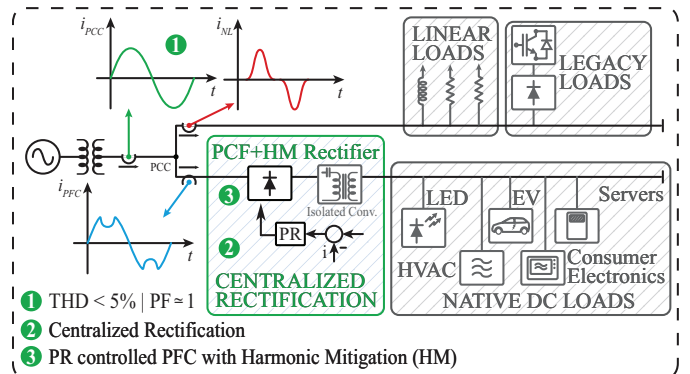 i_PCC
1
t
i_NL
t
LINEAR
LOADS
LEGACY
LOADS
PCC
i_PFC
t
PCF+HM Rectifier
3
Isolated Conv.
PR
2
i
−
CENTRALIZED
RECTIFICATION
LED
EV
Servers
HVAC
Consumer
Electronics
NATIVE DC LOADS
1 THD < 5% | PF ≃ 1
2 Centralized Rectification
3 PR controlled PFC with Harmonic Mitigation (HM)